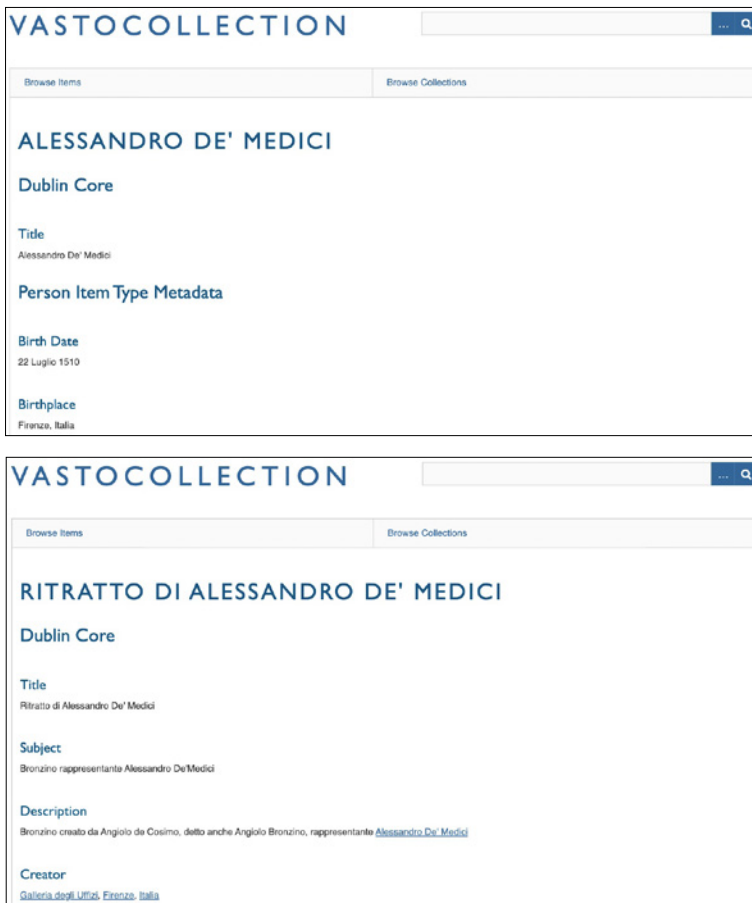 VASTOCOLLECTION
...
Browse Items Browse Collections
ALESSANDRO DE' MEDICI
Dublin Core
Title
Alessandro De' Medici
Person Item Type Metadata
Birth Date
22 Luglio 1510
Birthplace
Firenze, Italia
VASTOCOLLECTION
...
Browse Items Browse Collections
RITRATTO DI ALESSANDRO DE' MEDICI
Dublin Core
Title
Ritratto di Alessandro De' Medici
Subject
Bronzino rappresentante Alessandro De'Medici
Description
Bronzino creato da Angiolo de Cosimo, detto anche Angiolo Bronzino, rappresentante Alessandro De' Medici
Creator
Galleria degli Uffizi, Firenze, Italia